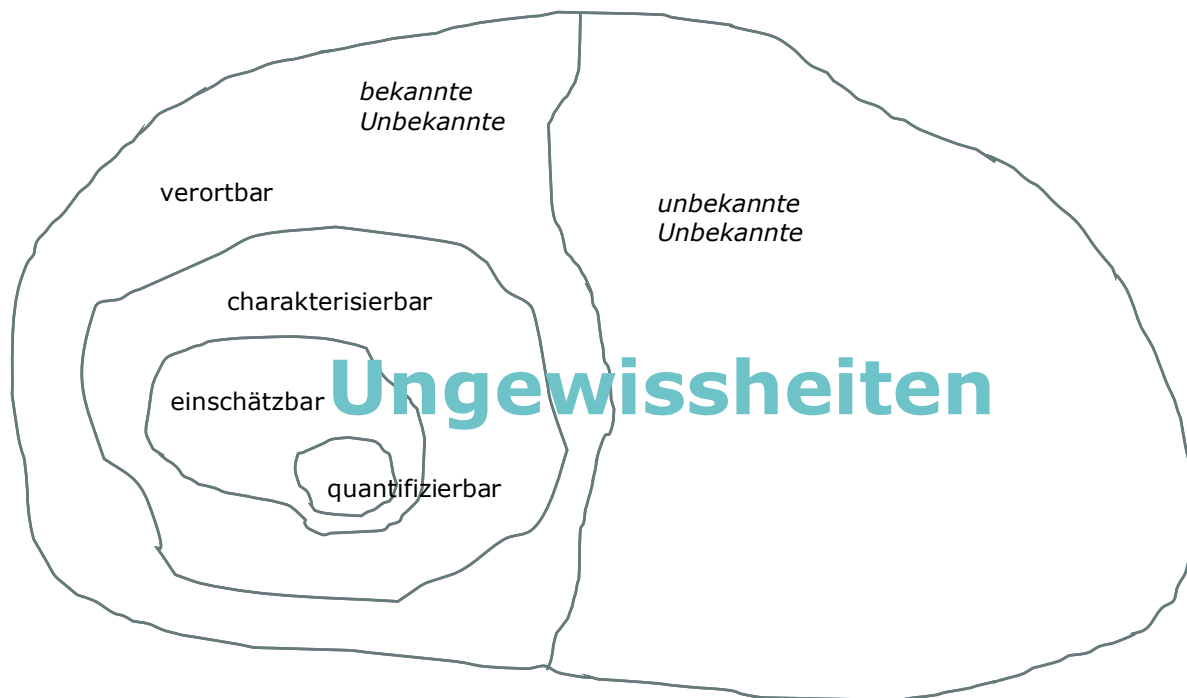 bekannte
Unbekannte
verortbar
unbekannte
Unbekannte
charakterisierbar
Ungewissheiten
einschätzbar
quantifizierbar